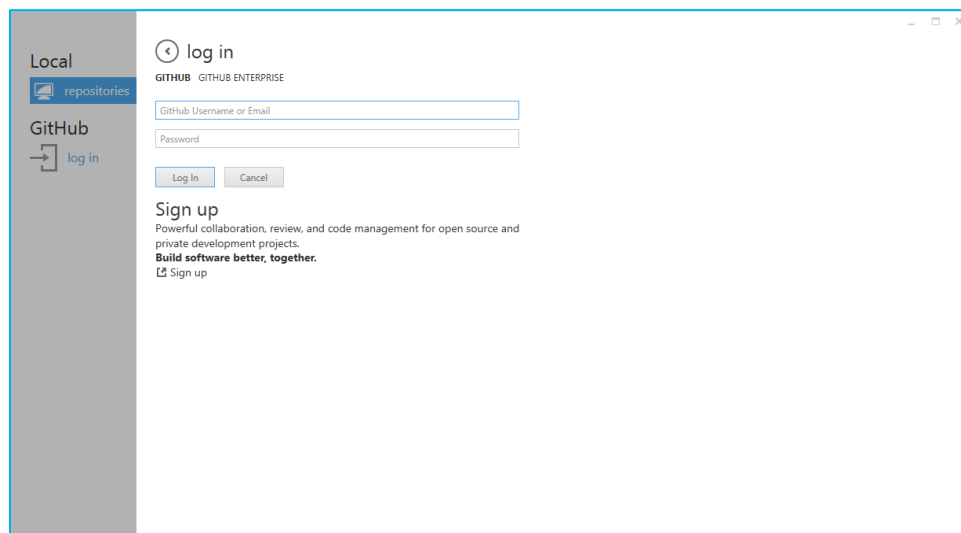 Local
repositories
GitHub
log in
log in
GITHUB GITHUB ENTERPRISE
GitHub Username or Email
Password
Log In Cancel
Sign up
Powerful collaboration, review, and code management for open source and
private development projects.
Build software better, together.
Sign up